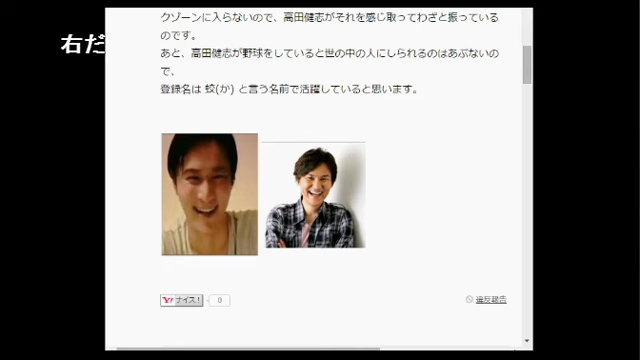 クゾーンに入らないので、高田健志がそれを感じ取ってわざと振っている
のです。
右だ
あと、高田健志が野球をしていると世の中の人にしられるのはあぶないの
で、
登録名は 蛟(か) と言う名前で活躍していると思います。
Y! ナイス! 0
違反報告